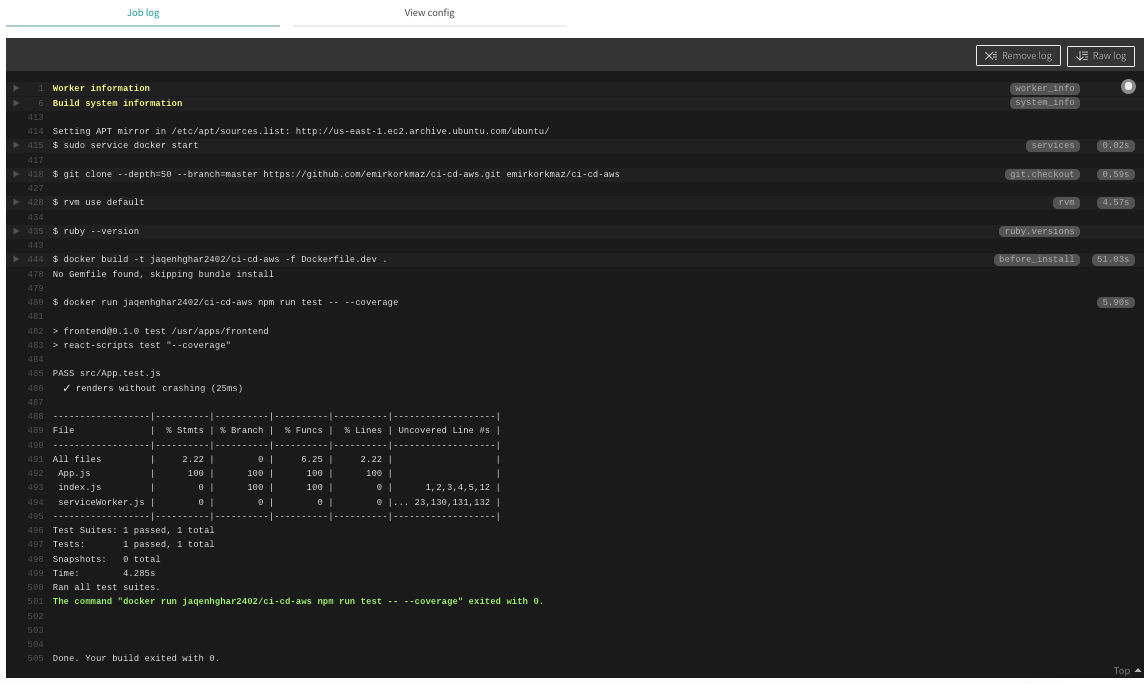 Job log
View config
Remove log
Raw log
1 Worker information worker_info
6 Build system information system_info
413
414 Setting APT mirror in /etc/apt/sources.list: http://us-east-1.ec2.archive.ubuntu.com/ubuntu/
415 $ sudo service docker start services 0.02s
417
418 $ git clone --depth=50 --branch=master https://github.com/emirkorkmaz/ci-cd-aws.git emirkorkmaz/ci-cd-aws git.checkout 0.59s
427
428 $ rvm use default rvm 4.57s
434
435 $ ruby --version ruby.versions
443
444 $ docker build -t jaqenhghar2402/ci-cd-aws -f Dockerfile.dev . before_install 51.03s
478 No Gemfile found, skipping bundle install
479
480 $ docker run jaqenhghar2402/ci-cd-aws npm run test -- --coverage 5.90s
481
482 > frontend@0.1.0 test /usr/apps/frontend
483 > react-scripts test "--coverage"
484
485 PASS src/App.test.js
486 ✓ renders without crashing (25ms)
487
488 ------------------|----------|----------|----------|----------|-------------------|
489 File              |  % Stmts | % Branch |  % Funcs |  % Lines | Uncovered Line #s |
490 ------------------|----------|----------|----------|----------|-------------------|
491 All files         |     2.22 |        0 |     6.25 |     2.22 |                   |
492  App.js           |      100 |      100 |      100 |      100 |                   |
493  index.js         |        0 |      100 |      100 |        0 |      1,2,3,4,5,12 |
494  serviceWorker.js |        0 |        0 |        0 |        0 |... 23,130,131,132 |
495 ------------------|----------|----------|----------|----------|-------------------|
496 Test Suites: 1 passed, 1 total
497 Tests:       1 passed, 1 total
498 Snapshots:   0 total
499 Time:        4.285s
500 Ran all test suites.
501 The command "docker run jaqenhghar2402/ci-cd-aws npm run test -- --coverage" exited with 0.
502
503
504
505 Done. Your build exited with 0.
Top